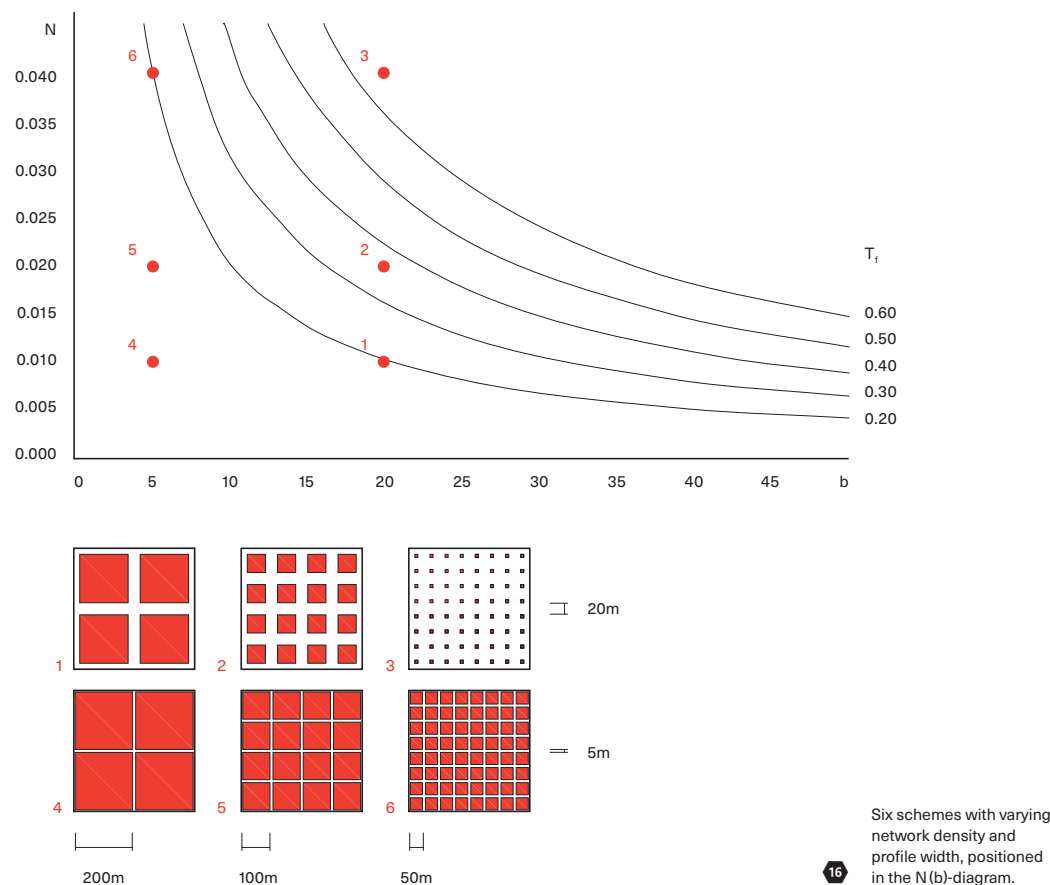 N
6
3
0.040
0.035
0.030
0.025
5
2
T_f
0.020
0.015
0.60
4
1
0.50
0.010
0.40
0.30
0.005
0.20
0.000
0 5 10 15 20 25 30 35 40 45 b
20m
1 2 3
5m
4 5 6
200m 100m 50m
16
Six schemes with varying
network density and
profile width, positioned
in the N(b)-diagram.